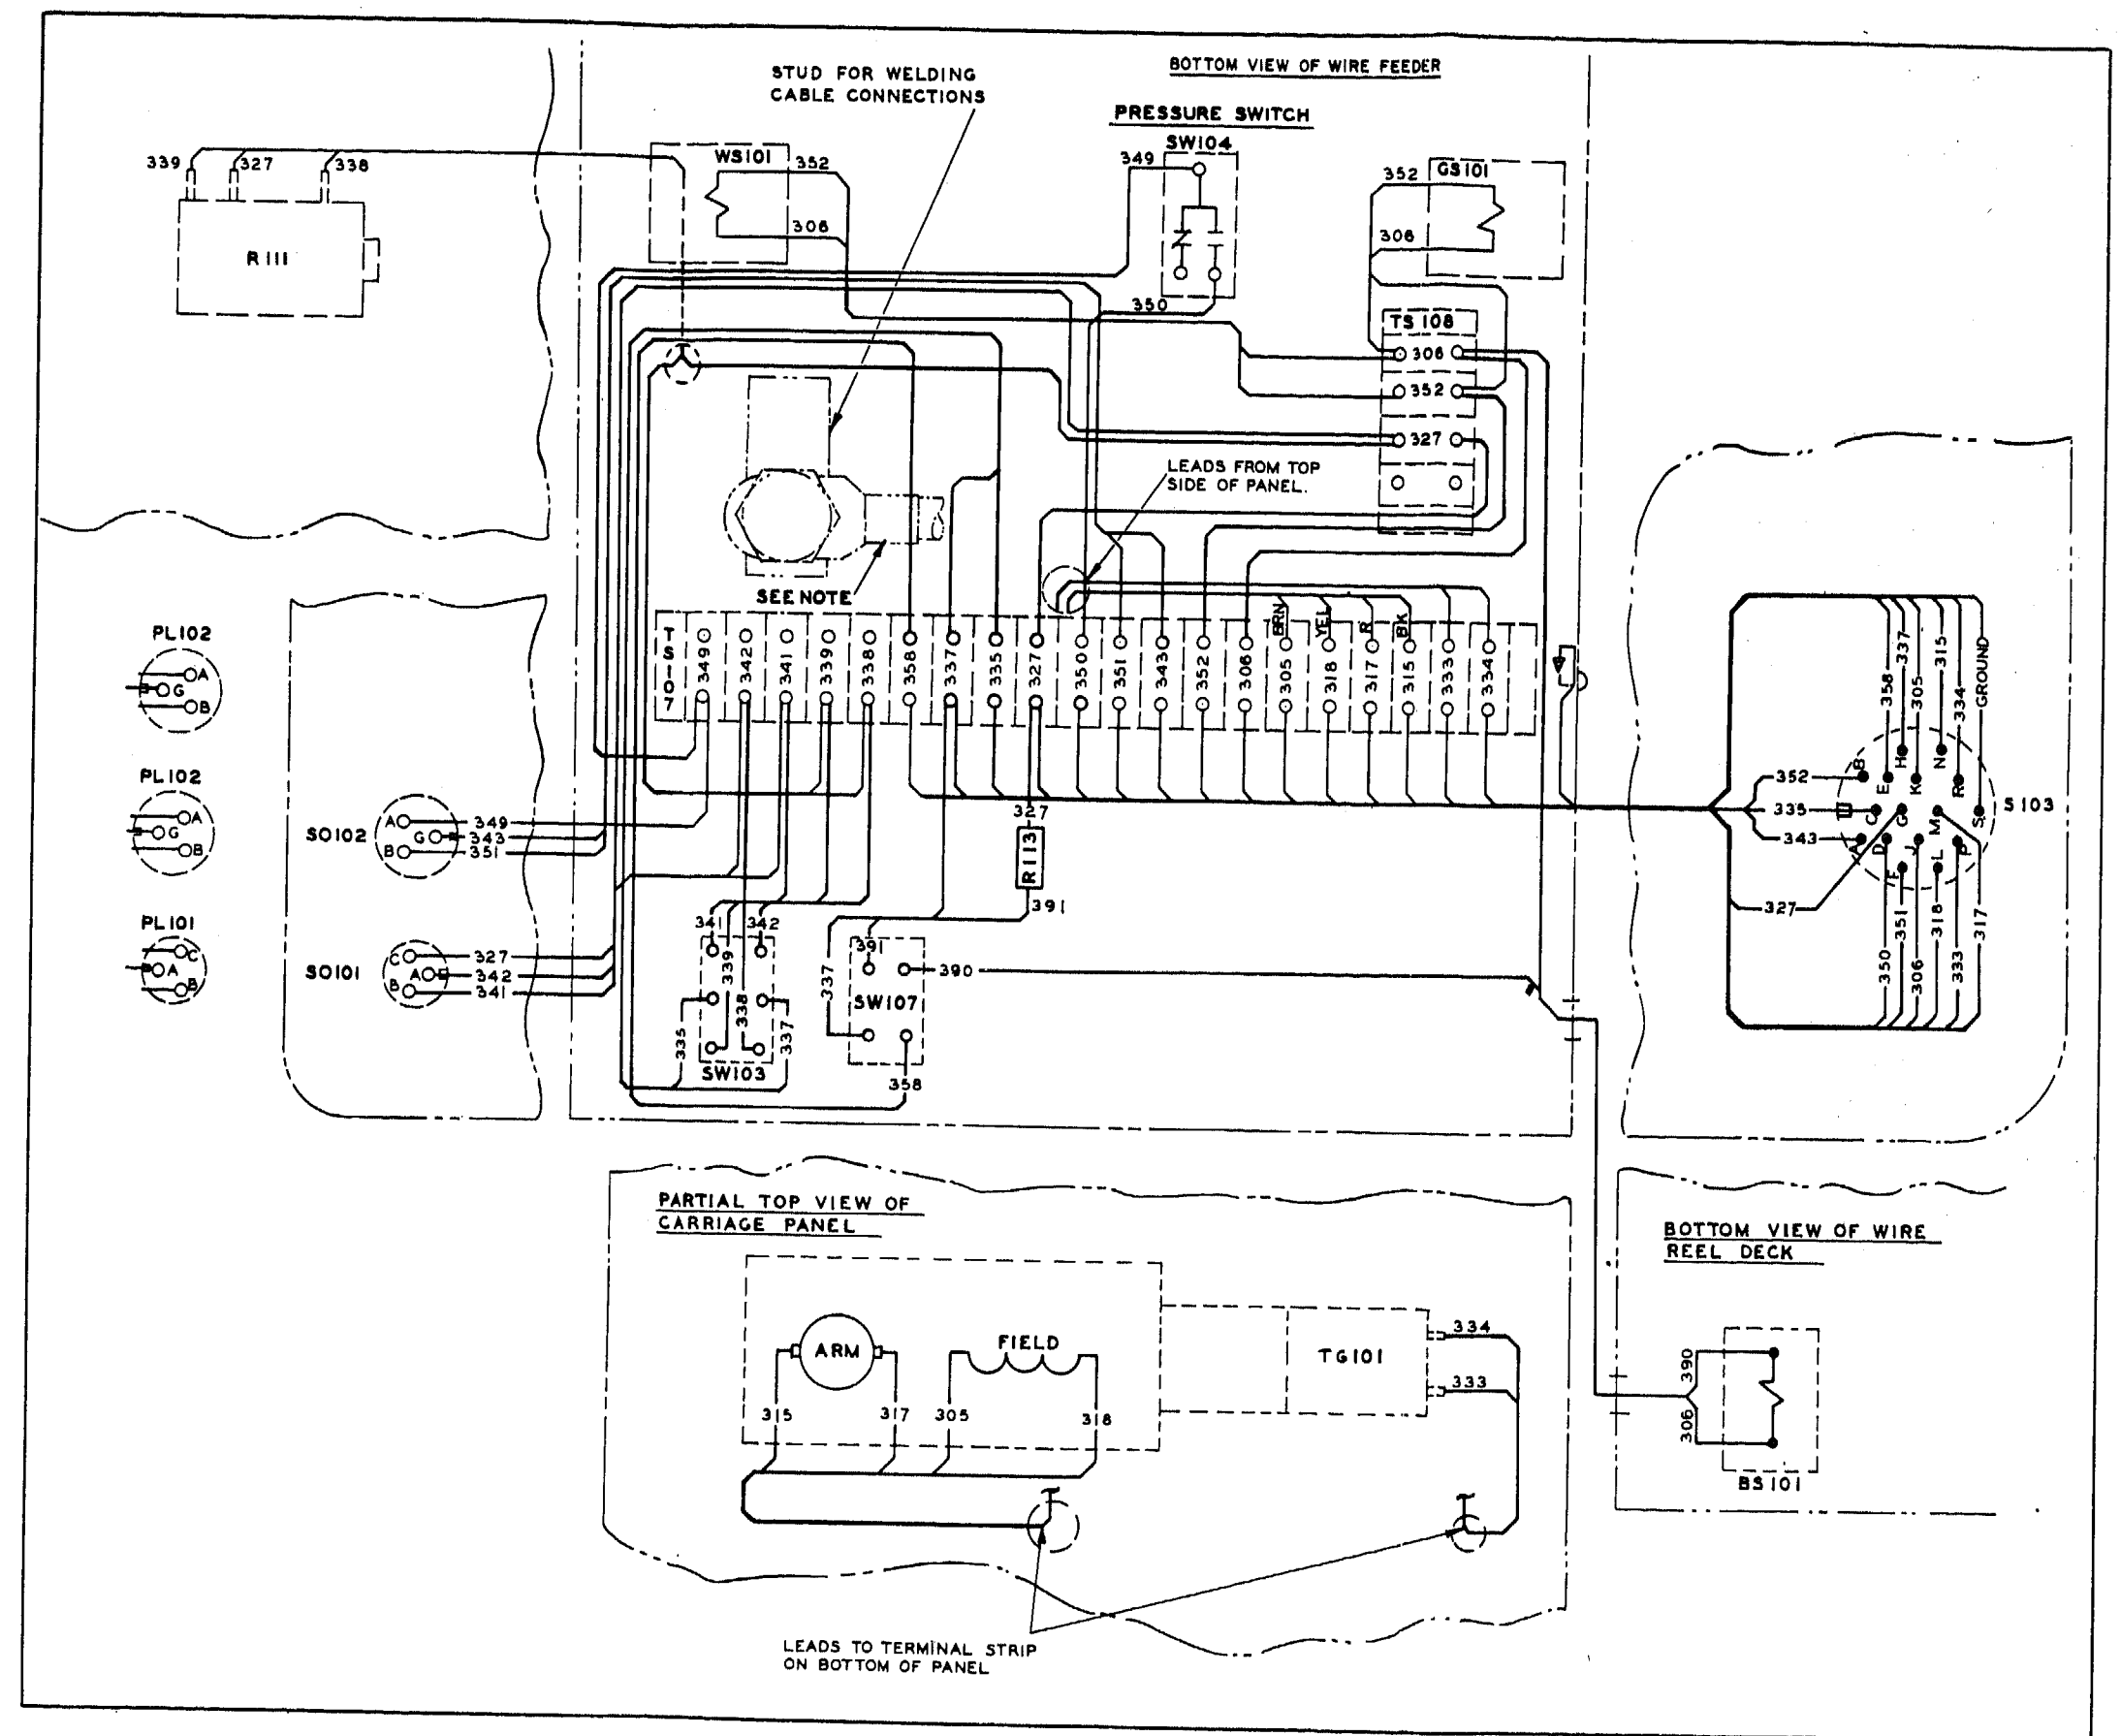 BOTTOM VIEW OF WIRE FEEDER
STUD FOR WELDING
CABLE CONNECTIONS
PRESSURE SWITCH
SW104
349
350
339
327
338
R111
WS101
352
306
GS101
352
306
TS108
306
352
327
LEADS FROM TOP
SIDE OF PANEL.
SEE NOTE
BRN
YEL
R
BK
TS107
349
342
341
339
338
358
337
335
327
350
351
343
352
306
305
318
317
315
333
334
PL102
A
G
B
PL102
A
G
B
PL101
C
A
B
SO102
A
G
B
349
343
351
SO101
C
A
B
327
342
341
327
R113
391
341
342
339
338
335
337
SW103
391
390
337
SW107
358
358
337
305
315
334
GROUND
352
335
343
327
B
H
N
E
K
R
C
G
M
S
A
D
J
L
P
F
S103
350
351
306
318
333
317
PARTIAL TOP VIEW OF
CARRIAGE PANEL
ARM
FIELD
315
317
305
318
TG101
334
333
LEADS TO TERMINAL STRIP
ON BOTTOM OF PANEL
BOTTOM VIEW OF WIRE
REEL DECK
390
306
BS101